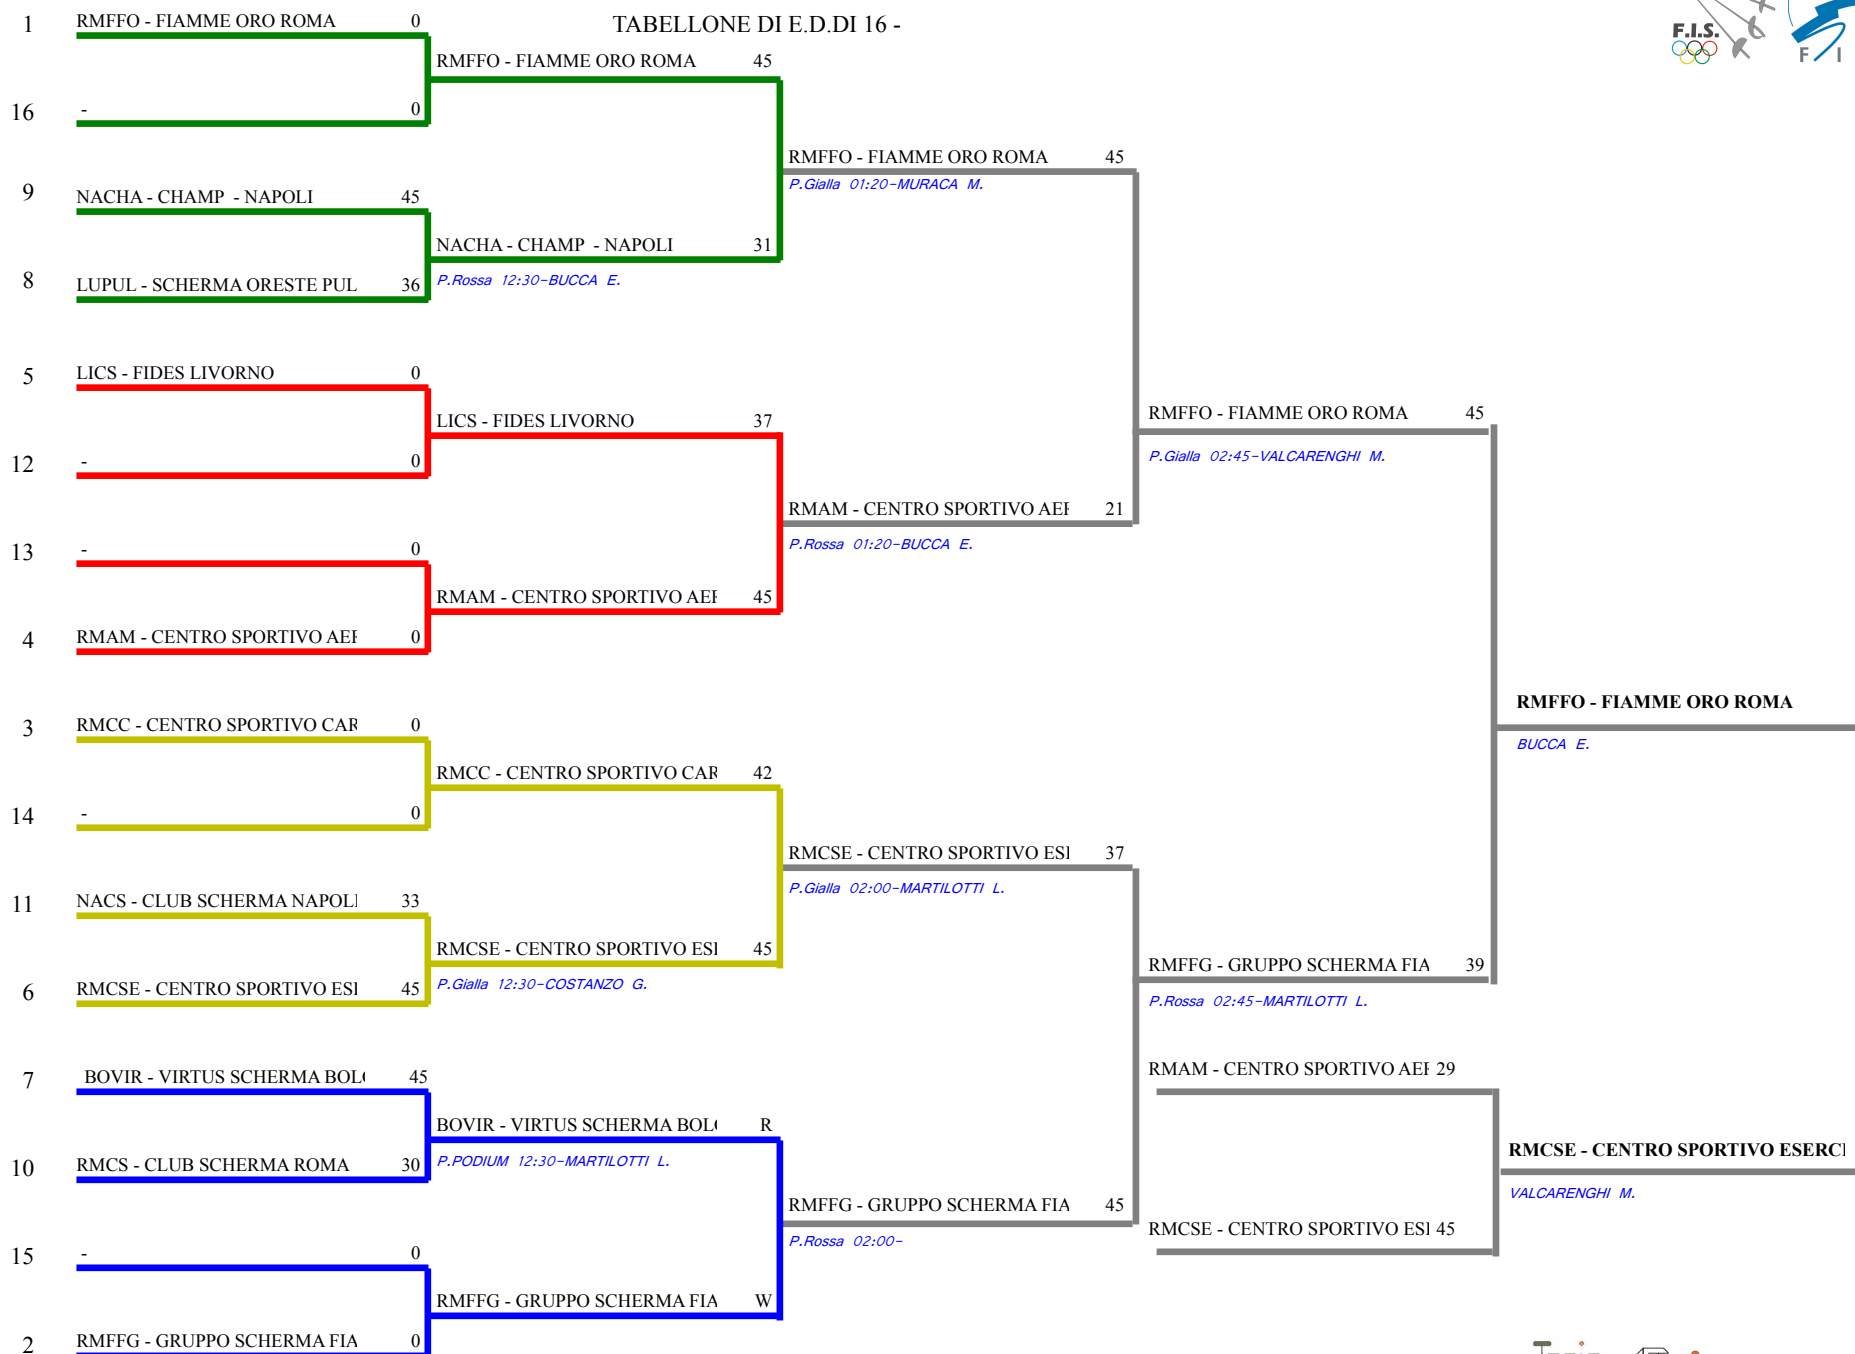 TABELLONE DI E.D.DI 16 -
F.I.S.
F I
1 RMFFO - FIAMME ORO ROMA 0
RMFFO - FIAMME ORO ROMA 45
16 - 0
RMFFO - FIAMME ORO ROMA 45
P.Gialla 01:20-MURACA M.
9 NACHA - CHAMP - NAPOLI 45
NACHA - CHAMP - NAPOLI 31
P.Rossa 12:30-BUCCA E.
8 LUPUL - SCHERMA ORESTE PUL 36
5 LICS - FIDES LIVORNO 0
LICS - FIDES LIVORNO 37
RMFFO - FIAMME ORO ROMA 45
P.Gialla 02:45-VALCARENGHI M.
12 - 0
RMAM - CENTRO SPORTIVO AEF 21
P.Rossa 01:20-BUCCA E.
13 - 0
RMAM - CENTRO SPORTIVO AEF 45
4 RMAM - CENTRO SPORTIVO AEF 0
RMFFO - FIAMME ORO ROMA
BUCCA E.
3 RMCC - CENTRO SPORTIVO CAR 0
RMCC - CENTRO SPORTIVO CAR 42
14 - 0
RMCSE - CENTRO SPORTIVO ESI 37
P.Gialla 02:00-MARTILOTTI L.
11 NACS - CLUB SCHERMA NAPOLI 33
RMCSE - CENTRO SPORTIVO ESI 45
P.Gialla 12:30-COSTANZO G.
6 RMCSE - CENTRO SPORTIVO ESI 45
RMFFG - GRUPPO SCHERMA FIA 39
P.Rossa 02:45-MARTILOTTI L.
7 BOVIR - VIRTUS SCHERMA BOL( 45
RMAM - CENTRO SPORTIVO AEF 29
BOVIR - VIRTUS SCHERMA BOL( R
P.PODIUM 12:30-MARTILOTTI L.
10 RMCS - CLUB SCHERMA ROMA 30
RMCSE - CENTRO SPORTIVO ESERCI
VALCARENGHI M.
RMFFG - GRUPPO SCHERMA FIA 45
P.Rossa 02:00-
RMCSE - CENTRO SPORTIVO ESI 45
15 - 0
RMFFG - GRUPPO SCHERMA FIA W
2 RMFFG - GRUPPO SCHERMA FIA 0